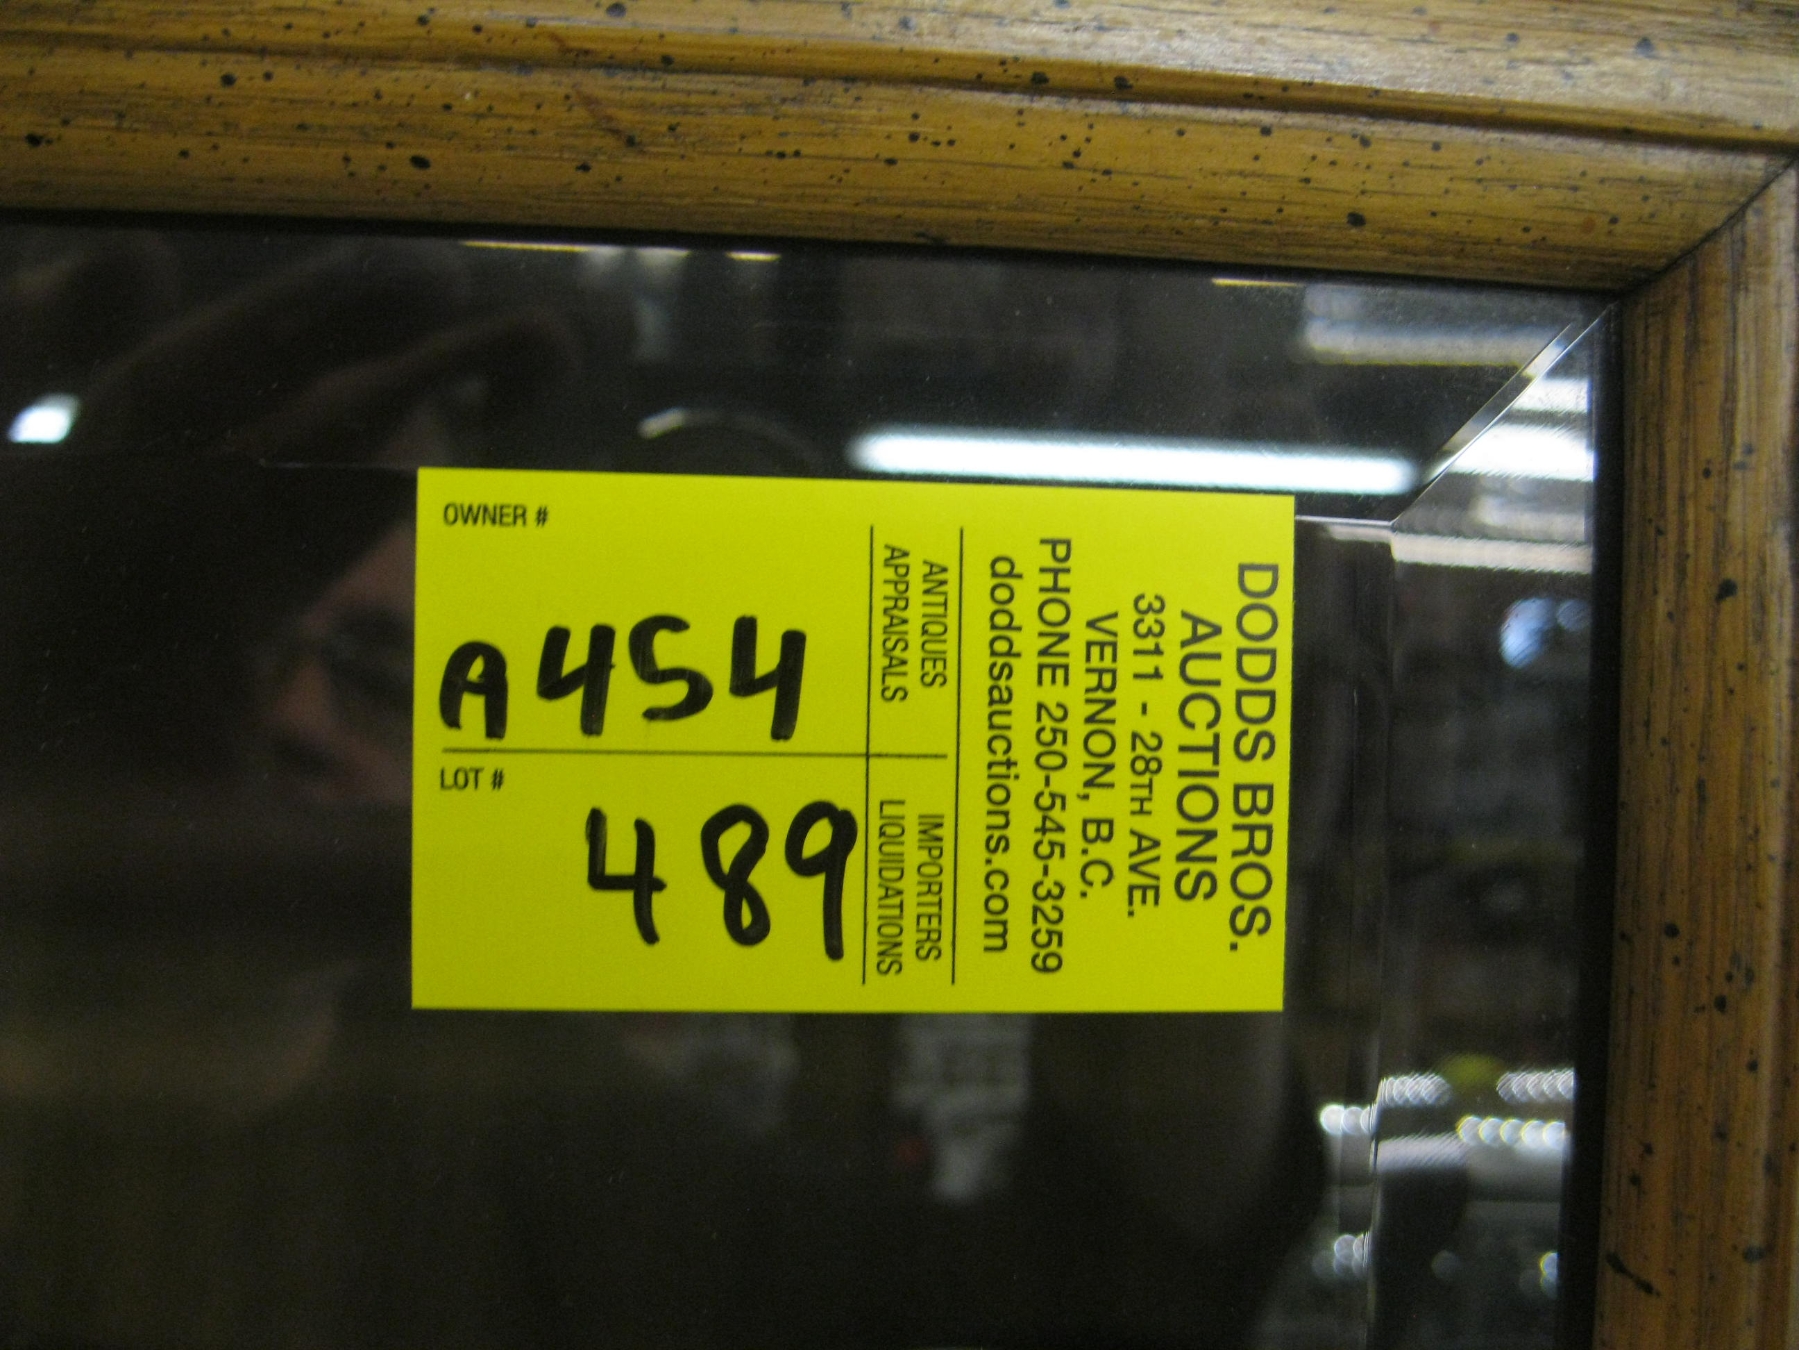 DODDS BROS.
AUCTIONS
3311 - 28TH AVE.
VERNON, B.C.
PHONE 250-545-3259
doddsauctions.com
ANTIQUES
APPRAISALS
IMPORTERS
LIQUIDATIONS
OWNER #
A454
LOT #
489